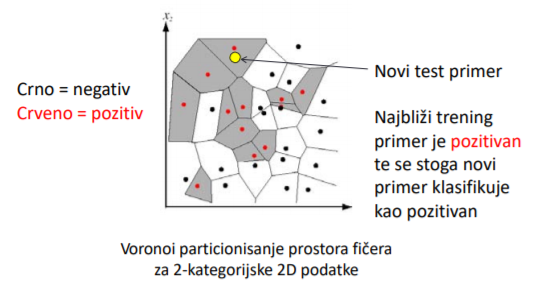 x₂
Crno = negativ
Crveno = pozitiv
Novi test primer
Najbliži trening
primer je pozitivan
te se stoga novi
primer klasifikuje
kao pozitivan
Voronoi particionisanje prostora fičera
za 2-kategorijske 2D podatke